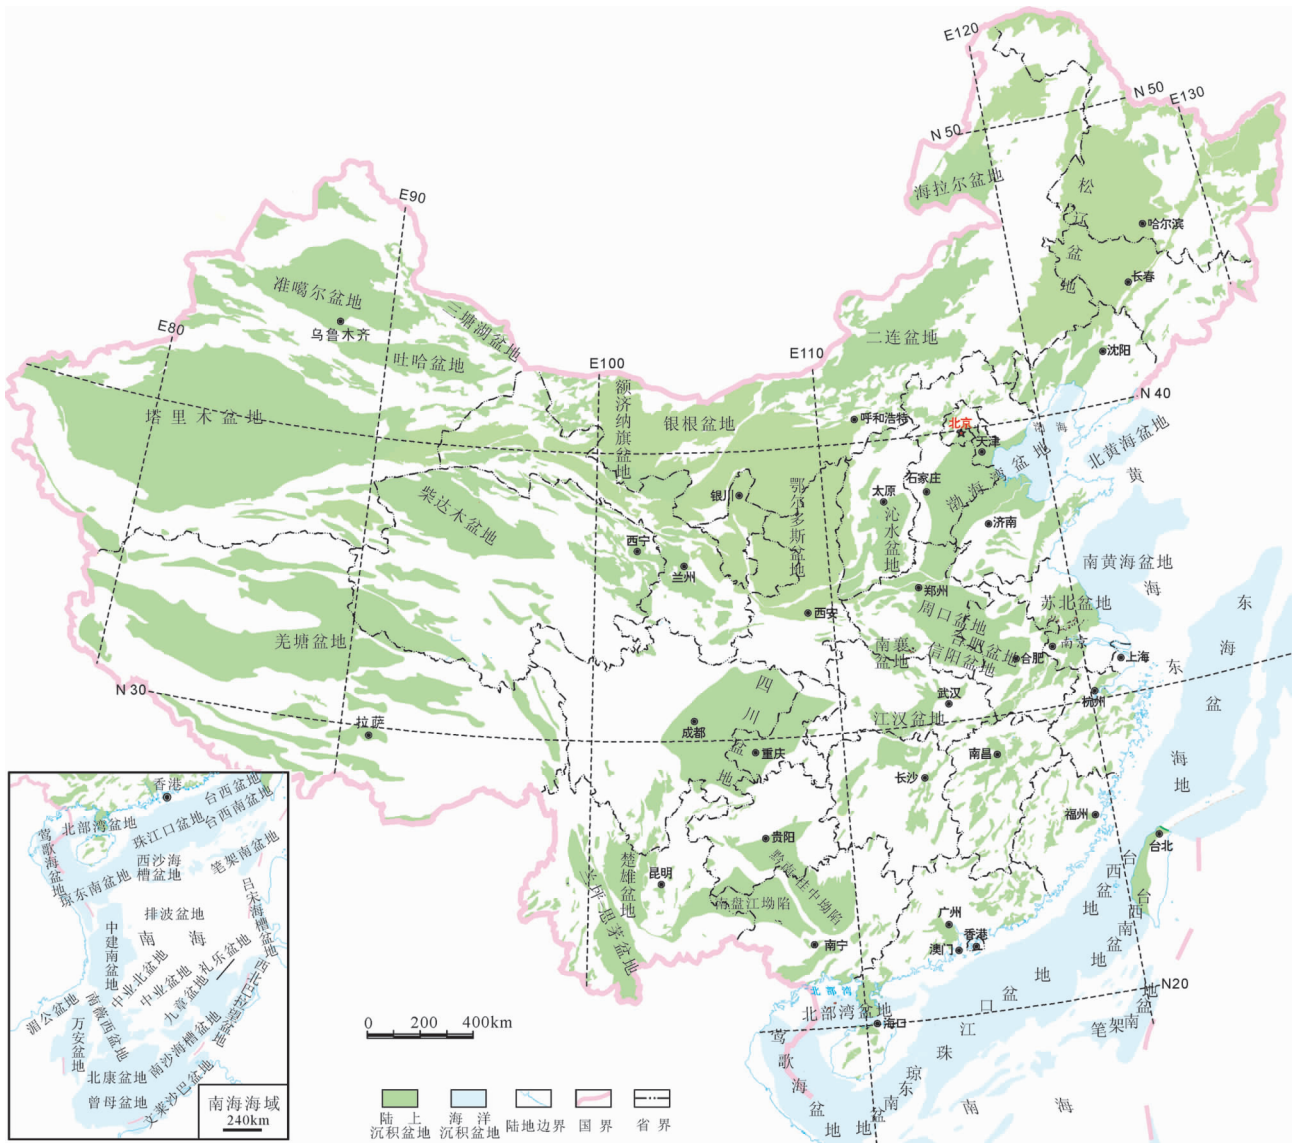 E120
N 50
E130
N 50
海拉尔盆地
松辽盆地
哈尔滨
长春
沈阳
E90
准噶尔盆地
乌鲁木齐
三塘湖盆地
E80
吐哈盆地
塔里木盆地
E100
额济纳旗盆地
银根盆地
E110
二连盆地
呼和浩特
北京
天津
渤海
N 40
北黄海盆地
黄海
渤海湾盆地
石家庄
太原
沁水盆地
济南
银川
鄂尔多斯盆地
柴达木盆地
西宁
兰州
西安
郑州
周口盆地
合肥盆地
信阳盆地
南襄盆地
南黄海盆地
苏北盆地
南京
合肥
上海
东海
东海盆地
杭州
羌塘盆地
N 30
拉萨
四川盆地
成都
重庆
武汉
江汉盆地
长沙
南昌
福州
台北
台西盆地
台西南盆地
贵阳
黔南-桂中坳陷
南盘江坳陷
楚雄盆地
昆明
兰坪-思茅盆地
南宁
广州
香港
澳门
N20
北部湾
北部湾盆地
海口
莺歌海盆地
珠江口盆地
琼东南盆地
笔架南盆地
南海
香港
台西盆地
台西南盆地
珠江口盆地
北部湾盆地
莺歌海盆地
琼东南盆地
西沙海槽盆地
笔架南盆地
吕宋海槽盆地
排波盆地
南海
中建南盆地
中业北盆地
中业盆地
礼乐盆地
九章盆地
西北巴拉望盆地
南薇西盆地
湄公盆地
万安盆地
南沙海槽盆地
北康盆地
曾母盆地
文莱沙巴盆地
南海海域
240km
0 200 400km
陆上沉积盆地
海洋沉积盆地
陆地边界
国界
省界